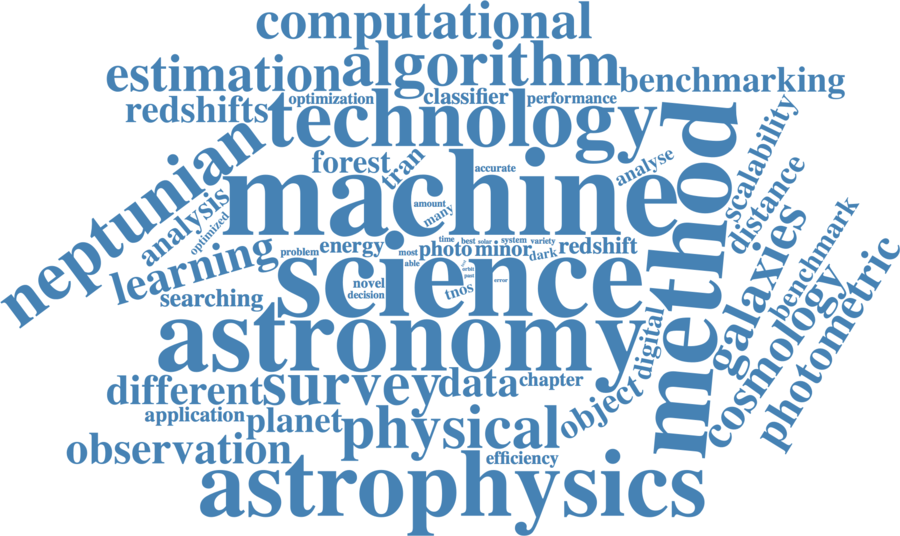 computational
estimation
algorithm
benchmarking
redshifts
optimization
classifier
performance
technology
method
scalability
neptunian
forest
tran
accurate
analyse
machine
distance
analysis
optimized
amount
many
learning
problem
energy
most
photo
time
best
solar
system
variety
minor
dark
redshift
able
orbit
past
error
searching
novel
decision
science
tnos
galaxies
benchmark
cosmology
photometric
astronomy
digital
different
survey
data
chapter
object
application
planet
physical
observation
efficiency
astrophysics